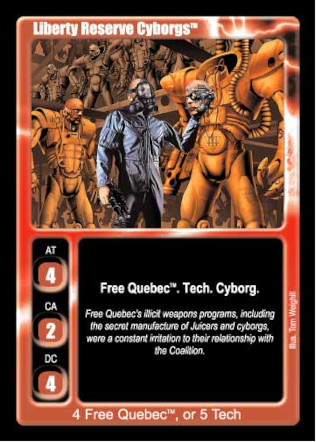 Liberty Reserve Cyborgs™
AT
4
CA
2
DC
4
Free Quebec™. Tech. Cyborg.
Free Quebec's illicit weapons programs, including
the secret manufacture of Juicers and cyborgs,
were a constant irritation to their relationship with
the Coalition.
Illus. Tom Weighill
4 Free Quebec™, or 5 Tech